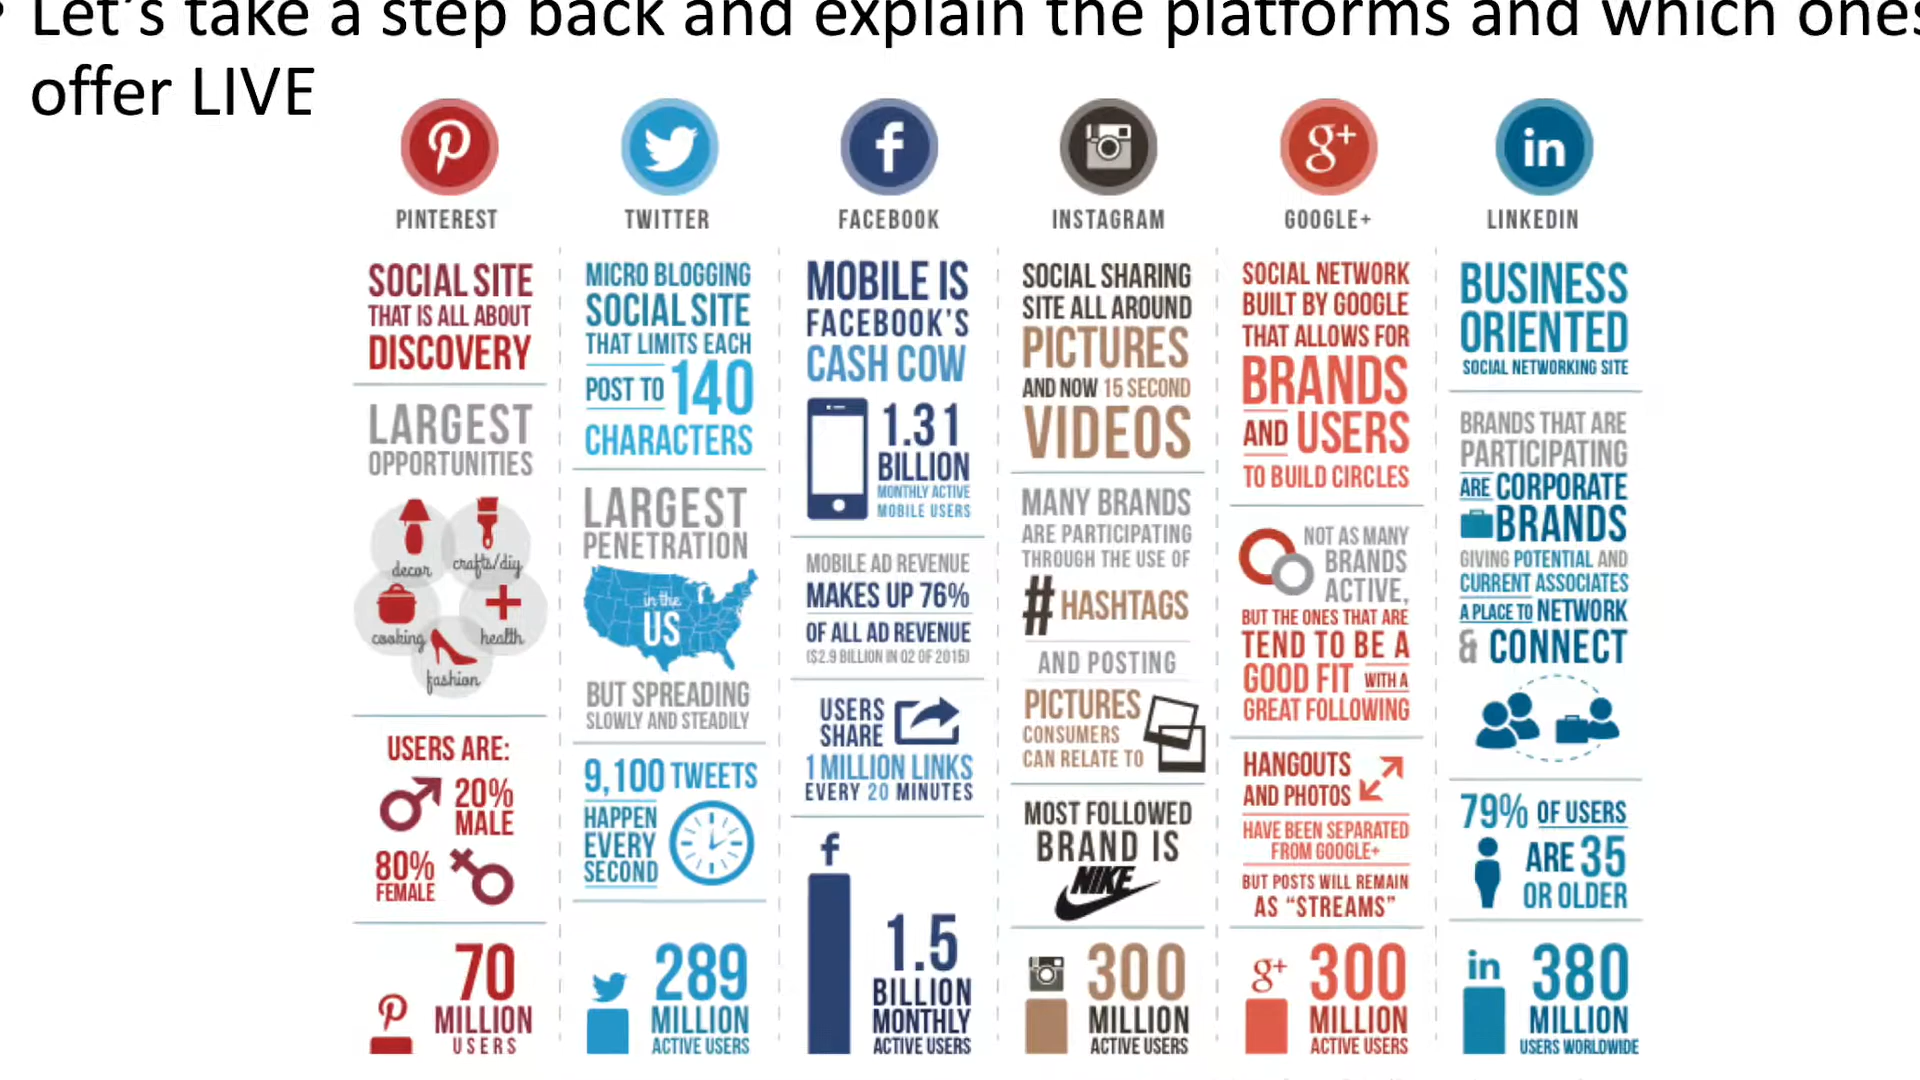 Let's take a step back and explain the platforms and which ones
offer LIVE
PINTEREST
SOCIAL SITE
THAT IS ALL ABOUT
DISCOVERY
LARGEST
OPPORTUNITIES
decor
crafts/diy
cooking
health
fashion
USERS ARE:
20%
MALE
80%
FEMALE
70
MILLION
USERS
TWITTER
MICRO BLOGGING
SOCIAL SITE
THAT LIMITS EACH
POST TO 140
CHARACTERS
LARGEST
PENETRATION
in the
US
BUT SPREADING
SLOWLY AND STEADILY
9,100 TWEETS
HAPPEN
EVERY
SECOND
289
MILLION
ACTIVE USERS
FACEBOOK
MOBILE IS
FACEBOOK'S
CASH COW
1.31
BILLION
MONTHLY ACTIVE
MOBILE USERS
MOBILE AD REVENUE
MAKES UP 76%
OF ALL AD REVENUE
($2.9 BILLION IN Q2 OF 2015)
USERS
SHARE
1 MILLION LINKS
EVERY 20 MINUTES
f
1.5
BILLION
MONTHLY
ACTIVE USERS
INSTAGRAM
SOCIAL SHARING
SITE ALL AROUND
PICTURES
AND NOW 15 SECOND
VIDEOS
MANY BRANDS
ARE PARTICIPATING
THROUGH THE USE OF
# HASHTAGS
AND POSTING
PICTURES
CONSUMERS
CAN RELATE TO
MOST FOLLOWED
BRAND IS
NIKE
300
MILLION
ACTIVE USERS
g+
GOOGLE+
SOCIAL NETWORK
BUILT BY GOOGLE
THAT ALLOWS FOR
BRANDS
AND USERS
TO BUILD CIRCLES
NOT AS MANY
BRANDS
ACTIVE,
BUT THE ONES THAT ARE
TEND TO BE A
GOOD FIT WITH A
GREAT FOLLOWING
HANGOUTS
AND PHOTOS
HAVE BEEN SEPARATED
FROM GOOGLE+
BUT POSTS WILL REMAIN
AS "STREAMS"
g+
300
MILLION
ACTIVE USERS
in
LINKEDIN
BUSINESS
ORIENTED
SOCIAL NETWORKING SITE
BRANDS THAT ARE
PARTICIPATING
ARE CORPORATE
BRANDS
GIVING POTENTIAL AND
CURRENT ASSOCIATES
A PLACE TO NETWORK
& CONNECT
79% OF USERS
ARE 35
OR OLDER
in
380
MILLION
USERS WORLDWIDE